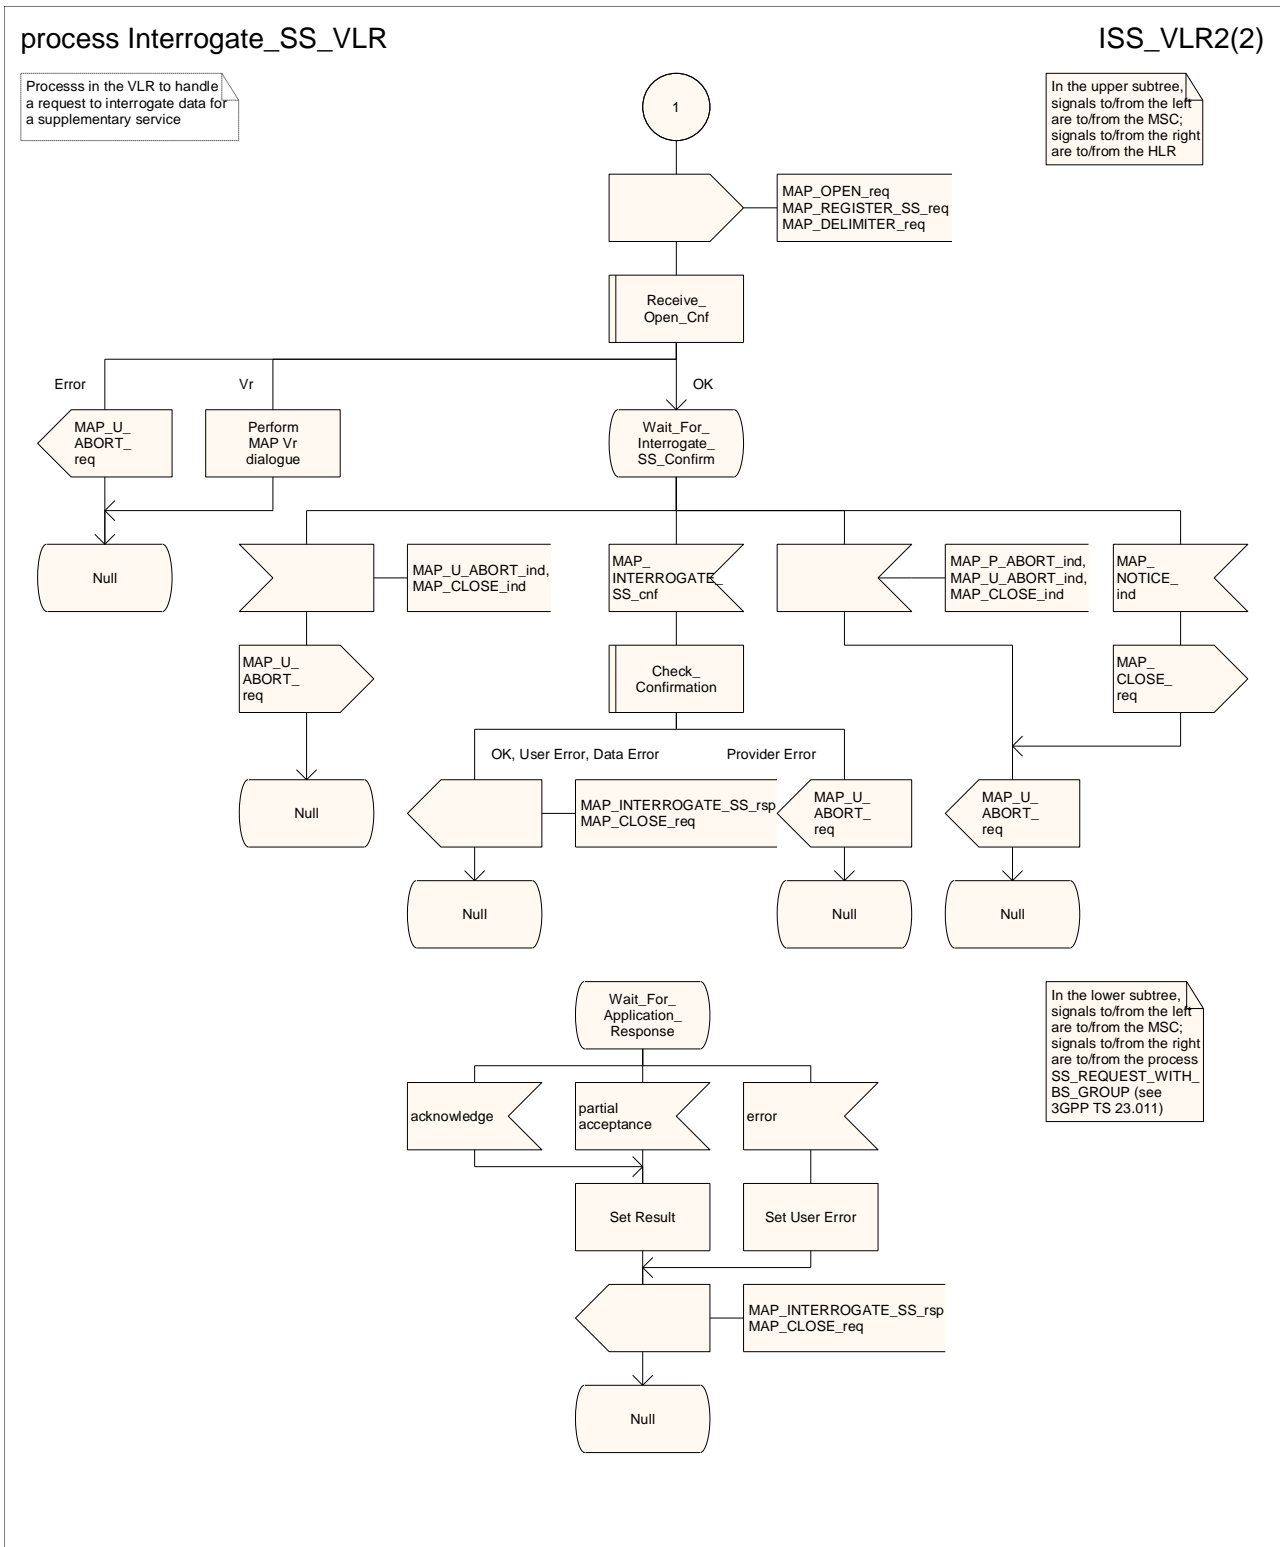 process Interrogate_SS_VLR
ISS_VLR2(2)
Processs in the VLR to handle
a request to interrogate data for
a supplementary service
1
In the upper subtree,
signals to/from the left
are to/from the MSC;
signals to/from the right
are to/from the HLR
MAP_OPEN_req
MAP_REGISTER_SS_req
MAP_DELIMITER_req
Receive_
Open_Cnf
Error
Vr
OK
MAP_U_
ABORT_
req
Perform
MAP Vr
dialogue
Wait_For_
Interrogate_
SS_Confirm
Null
MAP_U_ABORT_ind,
MAP_CLOSE_ind
MAP_
INTERROGATE_
SS_cnf
MAP_P_ABORT_ind,
MAP_U_ABORT_ind,
MAP_CLOSE_ind
MAP_
NOTICE_
ind
MAP_U_
ABORT_
req
Check_
Confirmation
MAP_
CLOSE_
req
OK, User Error, Data Error
Provider Error
Null
MAP_INTERROGATE_SS_rsp
MAP_CLOSE_req
MAP_U_
ABORT_
req
MAP_U_
ABORT_
req
Null
Null
Null
Wait_For_
Application_
Response
In the lower subtree,
signals to/from the left
are to/from the MSC;
signals to/from the right
are to/from the process
SS_REQUEST_WITH_
BS_GROUP (see
3GPP TS 23.011)
acknowledge
partial
acceptance
error
Set Result
Set User Error
MAP_INTERROGATE_SS_rsp
MAP_CLOSE_req
Null